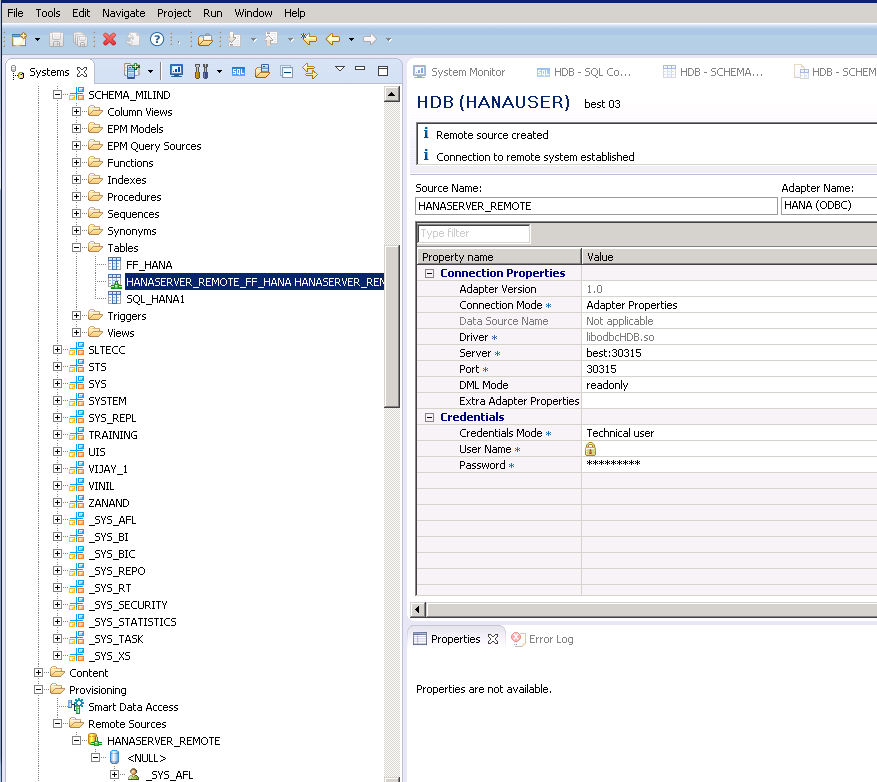 File Tools Edit Navigate Project Run Window Help
Systems
SCHEMA_MILIND
Column Views
EPM Models
EPM Query Sources
Functions
Indexes
Procedures
Sequences
Synonyms
Tables
FF_HANA
HANASERVER_REMOTE_FF_HANA HANASERVER_REM
SQL_HANA1
Triggers
Views
SLTECC
STS
SYS
SYSTEM
SYS_REPL
TRAINING
UIS
VIJAY_1
VINIL
ZANAND
_SYS_AFL
_SYS_BI
_SYS_BIC
_SYS_REPO
_SYS_RT
_SYS_SECURITY
_SYS_STATISTICS
_SYS_TASK
_SYS_XS
Content
Provisioning
Smart Data Access
Remote Sources
HANASERVER_REMOTE
<NULL>
_SYS_AFL
System Monitor HDB - SQL Co... HDB - SCHEMA... HDB - SCHEM
HDB (HANAUSER) best 03
Remote source created
Connection to remote system established
Source Name: Adapter Name:
HANASERVER_REMOTE HANA (ODBC)
Type filter
Property name Value
Connection Properties
Adapter Version 1.0
Connection Mode * Adapter Properties
Data Source Name Not applicable
Driver * libodbcHDB.so
Server * best:30315
Port * 30315
DML Mode readonly
Extra Adapter Properties
Credentials
Credentials Mode * Technical user
User Name *
Password * *********
Properties Error Log
Properties are not available.